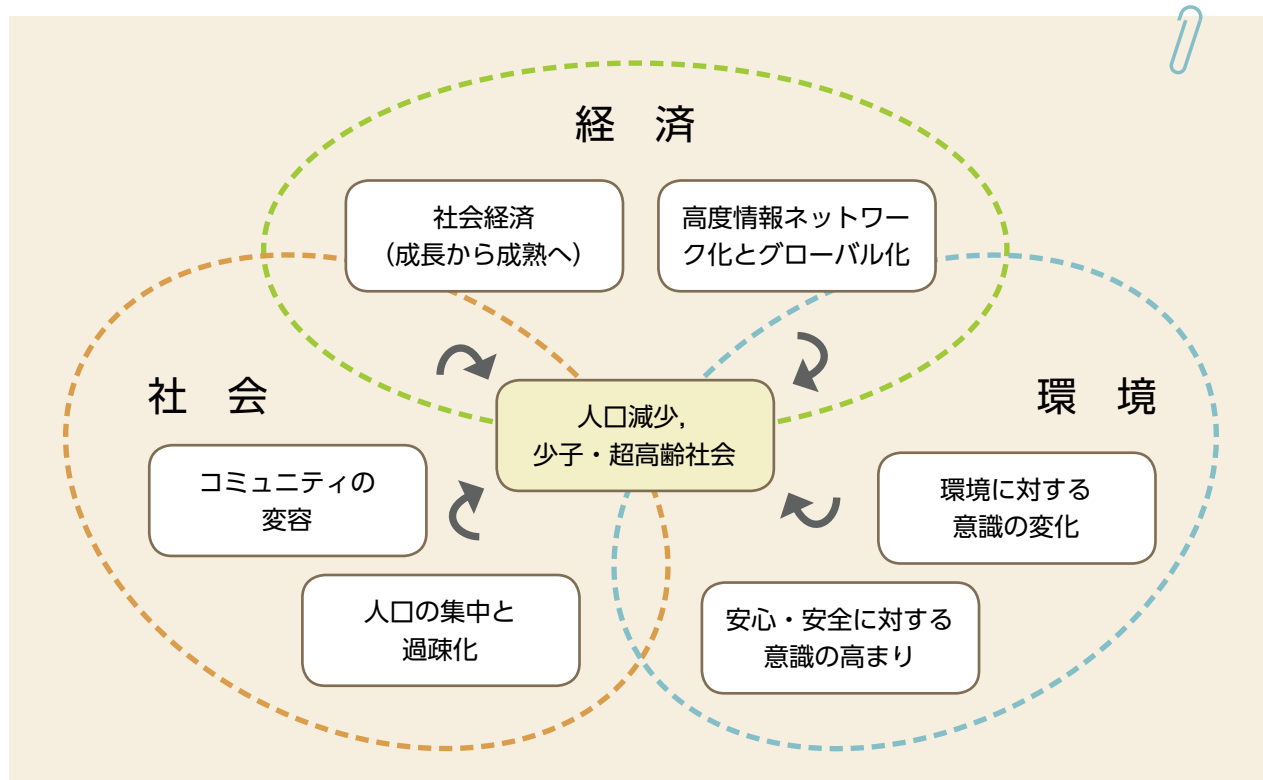 経　済
社会経済
（成長から成熟へ）
高度情報ネットワー
ク化とグローバル化
社　会
環　境
人口減少,
少子・超高齢社会
コミュニティの
変容
環境に対する
意識の変化
人口の集中と
過疎化
安心・安全に対する
意識の高まり